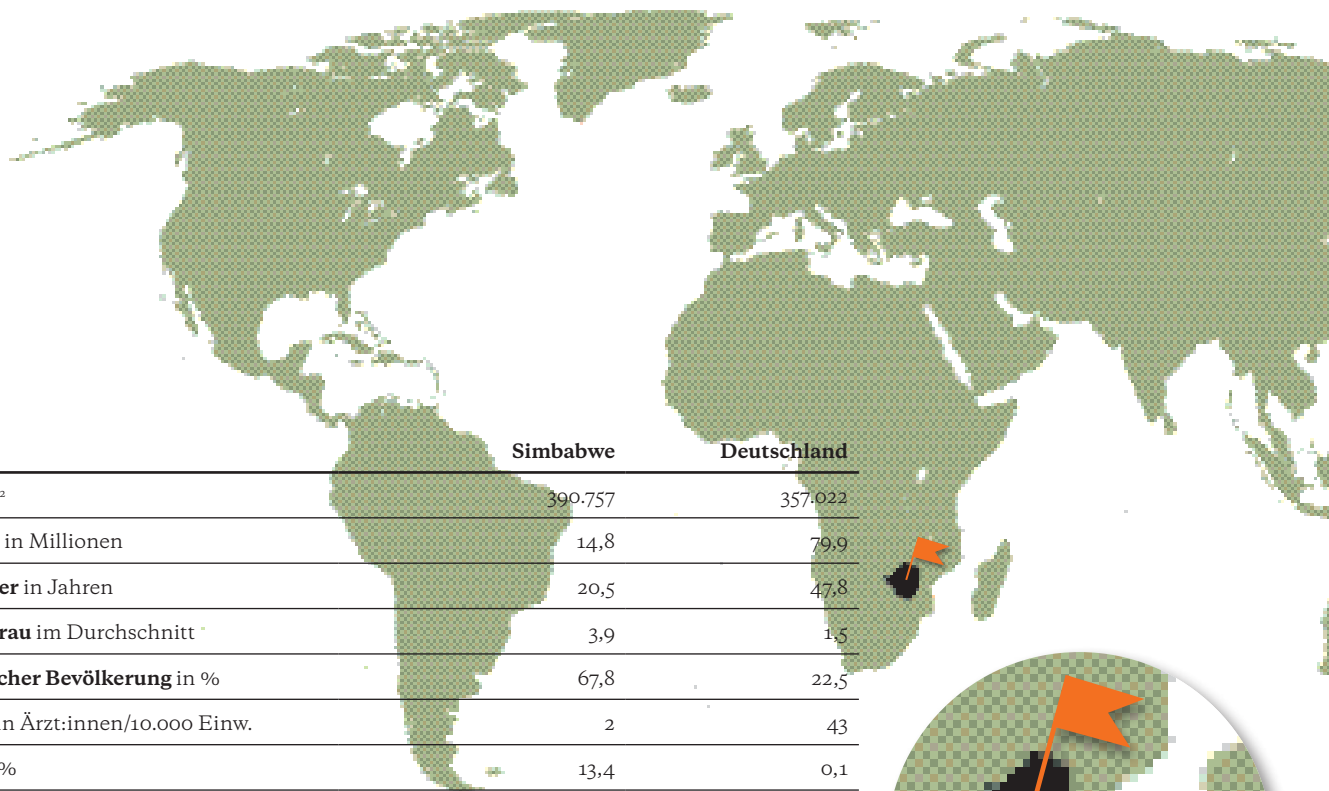 Simbabwe Deutschland
² 390.757 357.022
in Millionen 14,8 79,9
er in Jahren 20,5 47,8
rau im Durchschnitt 3,9 1,5
cher Bevölkerung in % 67,8 22,5
n Ärzt:innen/10.000 Einw. 2 43
% 13,4 0,1